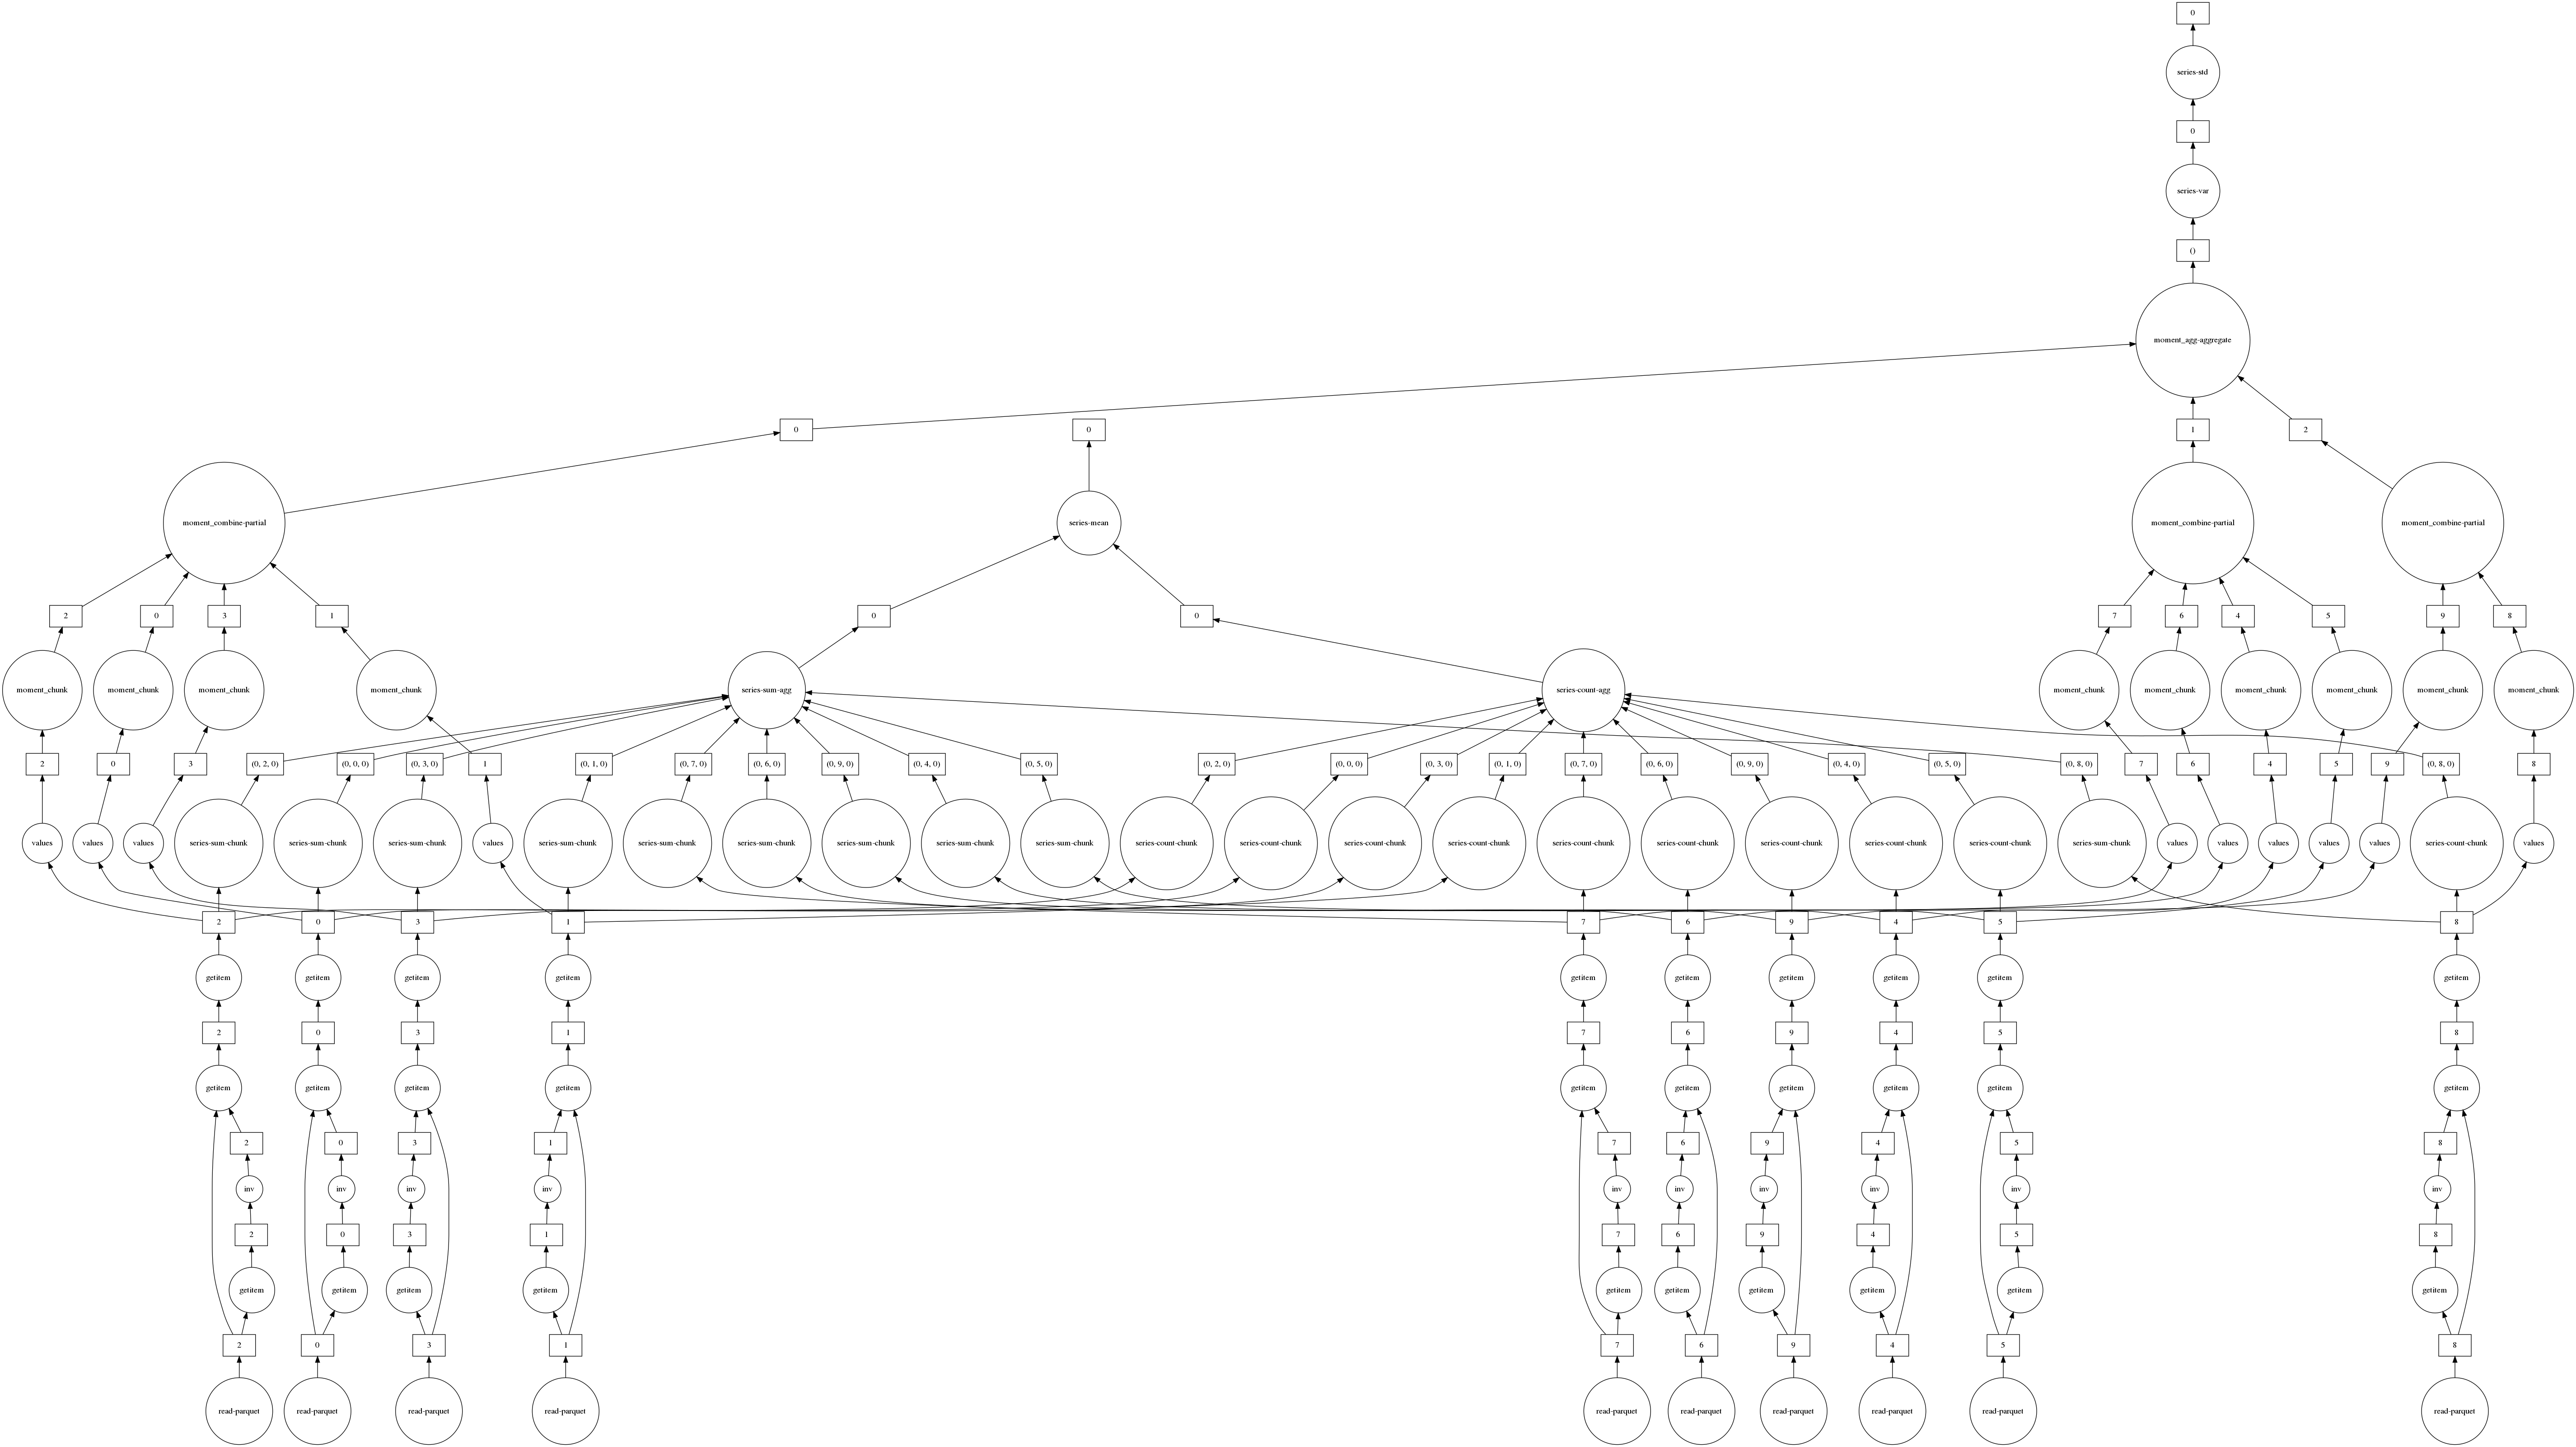 0
series-std
0
series-var
()
moment_agg-aggregate
0
0
1
2
moment_combine-partial
series-mean
moment_combine-partial
moment_combine-partial
2
0
3
1
0
0
7
6
4
5
9
8
moment_chunk
moment_chunk
moment_chunk
moment_chunk
series-sum-agg
series-count-agg
moment_chunk
moment_chunk
moment_chunk
moment_chunk
moment_chunk
moment_chunk
2
0
3
(0, 2, 0)
(0, 0, 0)
(0, 3, 0)
1
(0, 1, 0)
(0, 7, 0)
(0, 6, 0)
(0, 9, 0)
(0, 4, 0)
(0, 5, 0)
(0, 2, 0)
(0, 0, 0)
(0, 3, 0)
(0, 1, 0)
(0, 7, 0)
(0, 6, 0)
(0, 9, 0)
(0, 4, 0)
(0, 5, 0)
(0, 8, 0)
7
6
4
5
9
(0, 8, 0)
8
values
values
values
series-sum-chunk
series-sum-chunk
series-sum-chunk
values
series-sum-chunk
series-sum-chunk
series-sum-chunk
series-sum-chunk
series-sum-chunk
series-sum-chunk
series-count-chunk
series-count-chunk
series-count-chunk
series-count-chunk
series-count-chunk
series-count-chunk
series-count-chunk
series-count-chunk
series-count-chunk
series-sum-chunk
values
values
values
values
values
series-count-chunk
values
2
0
3
1
7
6
9
4
5
8
getitem
getitem
getitem
getitem
getitem
getitem
getitem
getitem
getitem
getitem
2
0
3
1
7
6
9
4
5
8
getitem
getitem
getitem
getitem
getitem
getitem
getitem
getitem
getitem
getitem
2
0
3
1
7
6
9
4
5
8
inv
inv
inv
inv
inv
inv
inv
inv
inv
inv
2
0
3
1
7
6
9
4
5
8
getitem
getitem
getitem
getitem
getitem
getitem
getitem
getitem
getitem
getitem
2
0
3
1
7
6
9
4
5
8
read-parquet
read-parquet
read-parquet
read-parquet
read-parquet
read-parquet
read-parquet
read-parquet
read-parquet
read-parquet